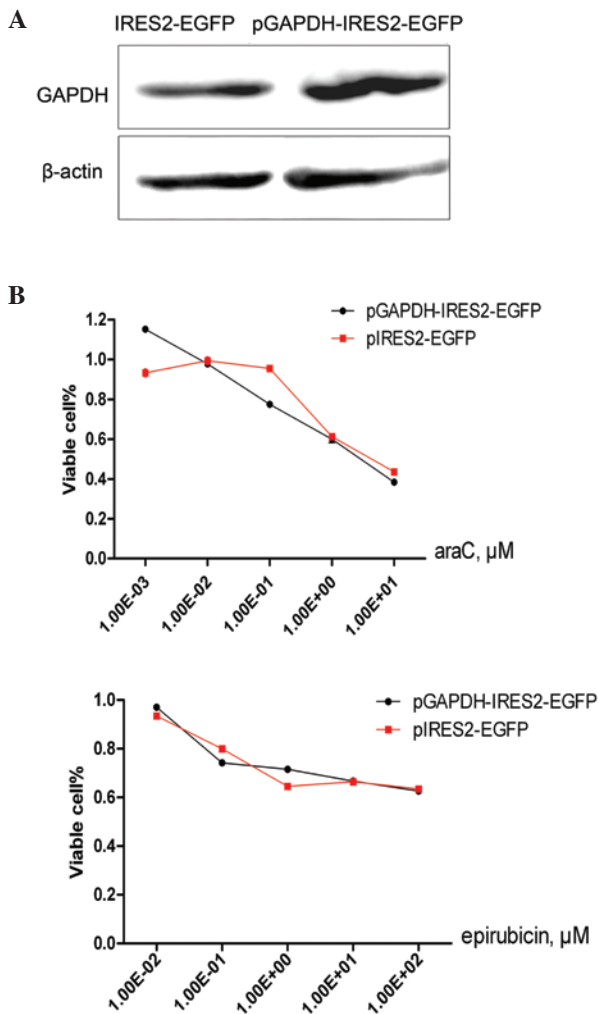 A
IRES2-EGFP pGAPDH-IRES2-EGFP
GAPDH
β-actin
B
pGAPDH-IRES2-EGFP
pIRES2-EGFP
Viable cell%
1.2
1.0
0.8
0.6
0.4
0.2
0.0
1.00E-03
1.00E-02
1.00E-01
1.00E+00
1.00E+01
araC, µM
pGAPDH-IRES2-EGFP
pIRES2-EGFP
Viable cell%
1.0
0.8
0.6
0.4
0.2
0.0
1.00E-02
1.00E-01
1.00E+00
1.00E+01
1.00E+02
epirubicin, µM